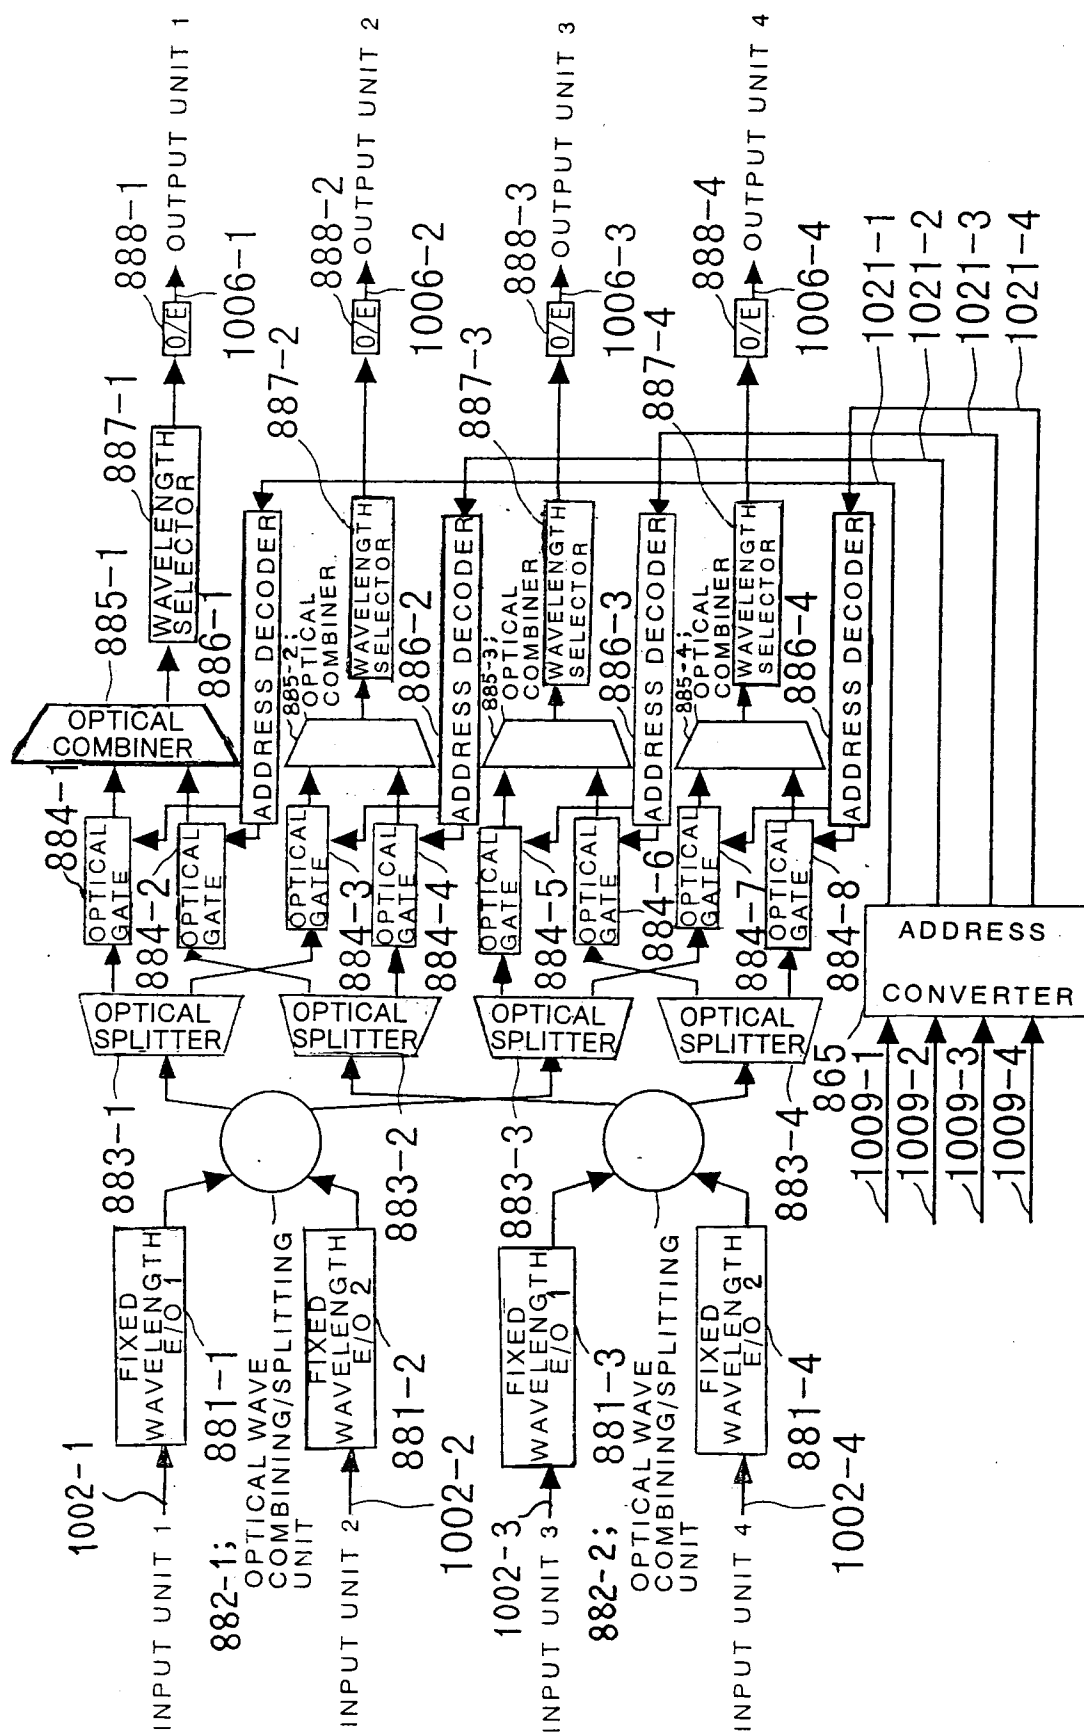 INPUT UNIT 1
1002-1
FIXED
WAVELENGTH
E/O 1
881-1
882-1;
OPTICAL WAVE
COMBINING/SPLITTING
UNIT
INPUT UNIT 2
1002-2
FIXED
WAVELENGTH
E/O 2
881-2
INPUT UNIT 3
1002-3
FIXED
WAVELENGTH
E/O 1
881-3
882-2;
OPTICAL WAVE
COMBINING/SPLITTING
UNIT
INPUT UNIT 4
1002-4
FIXED
WAVELENGTH
E/O 2
881-4
883-1
OPTICAL
SPLITTER
883-2
OPTICAL
SPLITTER
883-3
OPTICAL
SPLITTER
883-4
OPTICAL
SPLITTER
884-1
OPTICAL
GATE
884-2
OPTICAL
GATE
884-3
OPTICAL
GATE
884-4
OPTICAL
GATE
884-5
OPTICAL
GATE
884-6
OPTICAL
GATE
884-7
OPTICAL
GATE
884-8
OPTICAL
GATE
OPTICAL
COMBINER
885-1
885-2;
OPTICAL
COMBINER
885-3;
OPTICAL
COMBINER
885-4;
OPTICAL
COMBINER
886-1
ADDRESS DECODER
886-2
ADDRESS DECODER
886-3
ADDRESS DECODER
886-4
ADDRESS DECODER
WAVELENGTH
SELECTOR
887-1
WAVELENGTH
SELECTOR
887-2
WAVELENGTH
SELECTOR
887-3
WAVELENGTH
SELECTOR
887-4
O/E
888-1
1006-1
OUTPUT UNIT 1
O/E
888-2
1006-2
OUTPUT UNIT 2
O/E
888-3
1006-3
OUTPUT UNIT 3
O/E
888-4
1006-4
OUTPUT UNIT 4
865
ADDRESS
CONVERTER
1009-1
1009-2
1009-3
1009-4
1021-1
1021-2
1021-3
1021-4